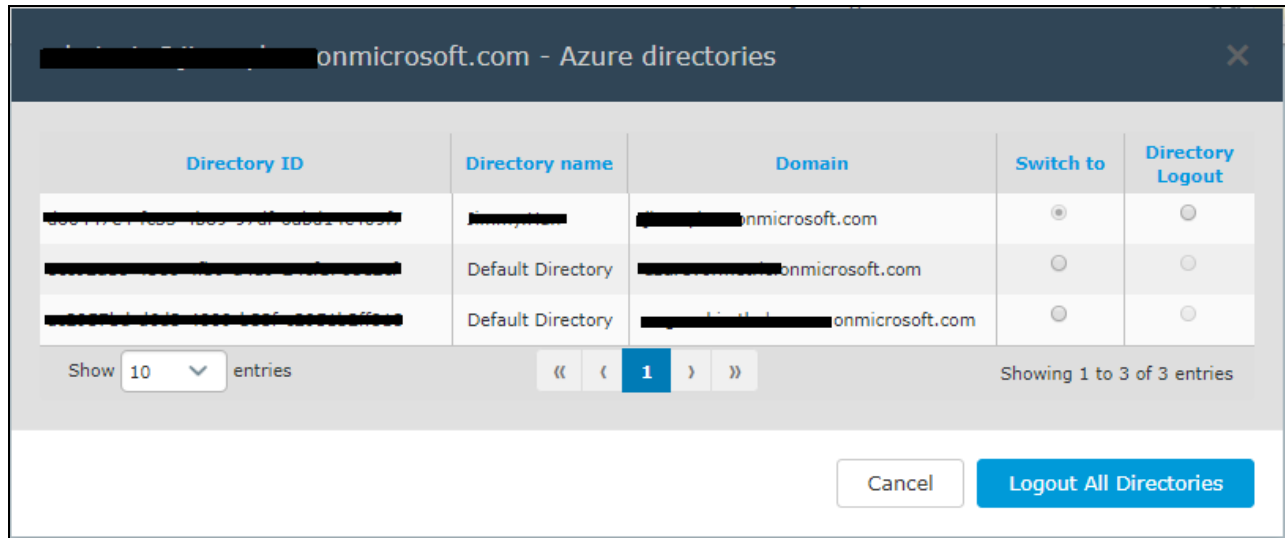 onmicrosoft.com - Azure directories
Directory ID Directory name Domain Switch to Directory Logout
onmicrosoft.com
Default Directory onmicrosoft.com
Default Directory onmicrosoft.com
Show 10 entries « ‹ 1 › » Showing 1 to 3 of 3 entries
Cancel Logout All Directories